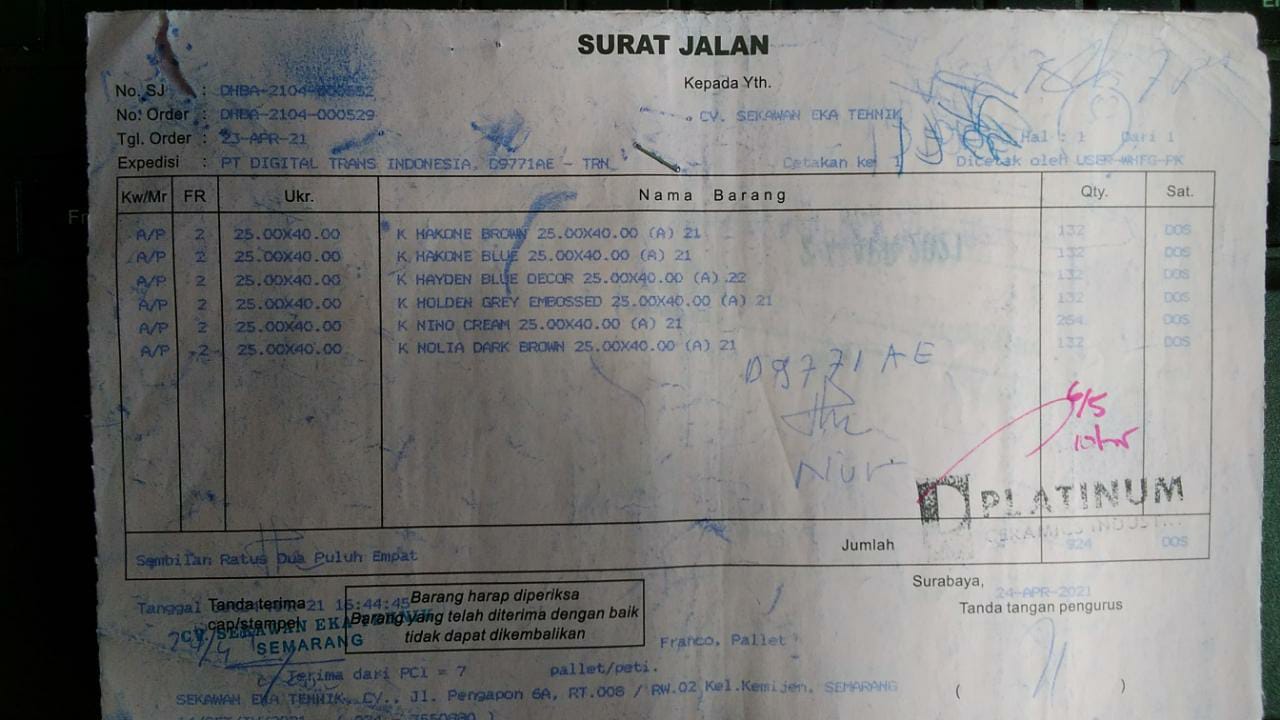 SURAT JALAN
Kepada Yth.
No. SJ : DHBA-2104-000552
No. Order : DHBA-2104-000529
CV. SEKAWAN EKA TEHNIK
Tgl. Order : 23-APR-21
Hal : 1 Dari 1
Expedisi : PT DIGITAL TRANS INDONESIA, D9771AE - TRN
Cetakan ke 1 Dicetak oleh USER-WHFG-PK
Kw/Mr FR Ukr. Nama Barang Qty. Sat.
A/P 2 25.00X40.00 K HAKONE BROWN 25.00X40.00 (A) 21 132 DOS
A/P 2 25.00X40.00 K HAKONE BLUE 25.00X40.00 (A) 21 132 DOS
A/P 2 25.00X40.00 K HAYDEN BLUE DECOR 25.00X40.00 (A) 22 132 DOS
A/P 2 25.00X40.00 K HOLDEN GREY EMBOSSED 25.00X40.00 (A) 21 132 DOS
A/P 2 25.00X40.00 K NINO CREAM 25.00X40.00 (A) 21 264 DOS
A/P 2 25.00X40.00 K NOLIA DARK BROWN 25.00X40.00 (A) 21 132 DOS
D9771AE
Nur
6/5
PLATINUM
Sembilan Ratus Dua Puluh Empat
Jumlah 924 DOS
Surabaya, 24-APR-2021
Tanda tangan pengurus
Tanggal 21 15:44:45
Tanda terima
cap/stempel
Barang harap diperiksa
Barang yang telah diterima dengan baik
tidak dapat dikembalikan
CV. SEKAWAN EKA TEHNIK
SEMARANG
Franco, Pallet
Terima dari PCI = 7 pallet/peti.
SEKAWAN EKA TEHNIK, CV., Jl. Pengapon 6A, RT.008 / RW.02 Kel.Kemijen, SEMARANG
( )